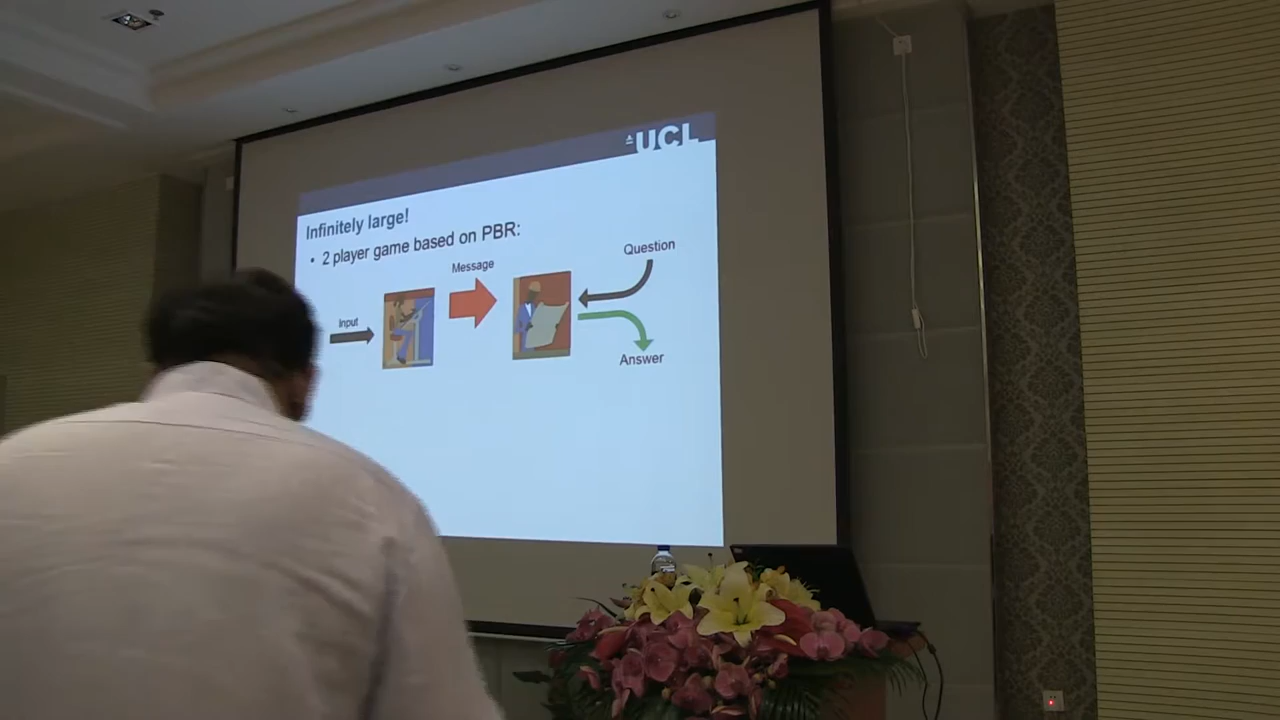 UCL
Infinitely large!
• 2 player game based on PBR:
Message
Question
Input
Answer